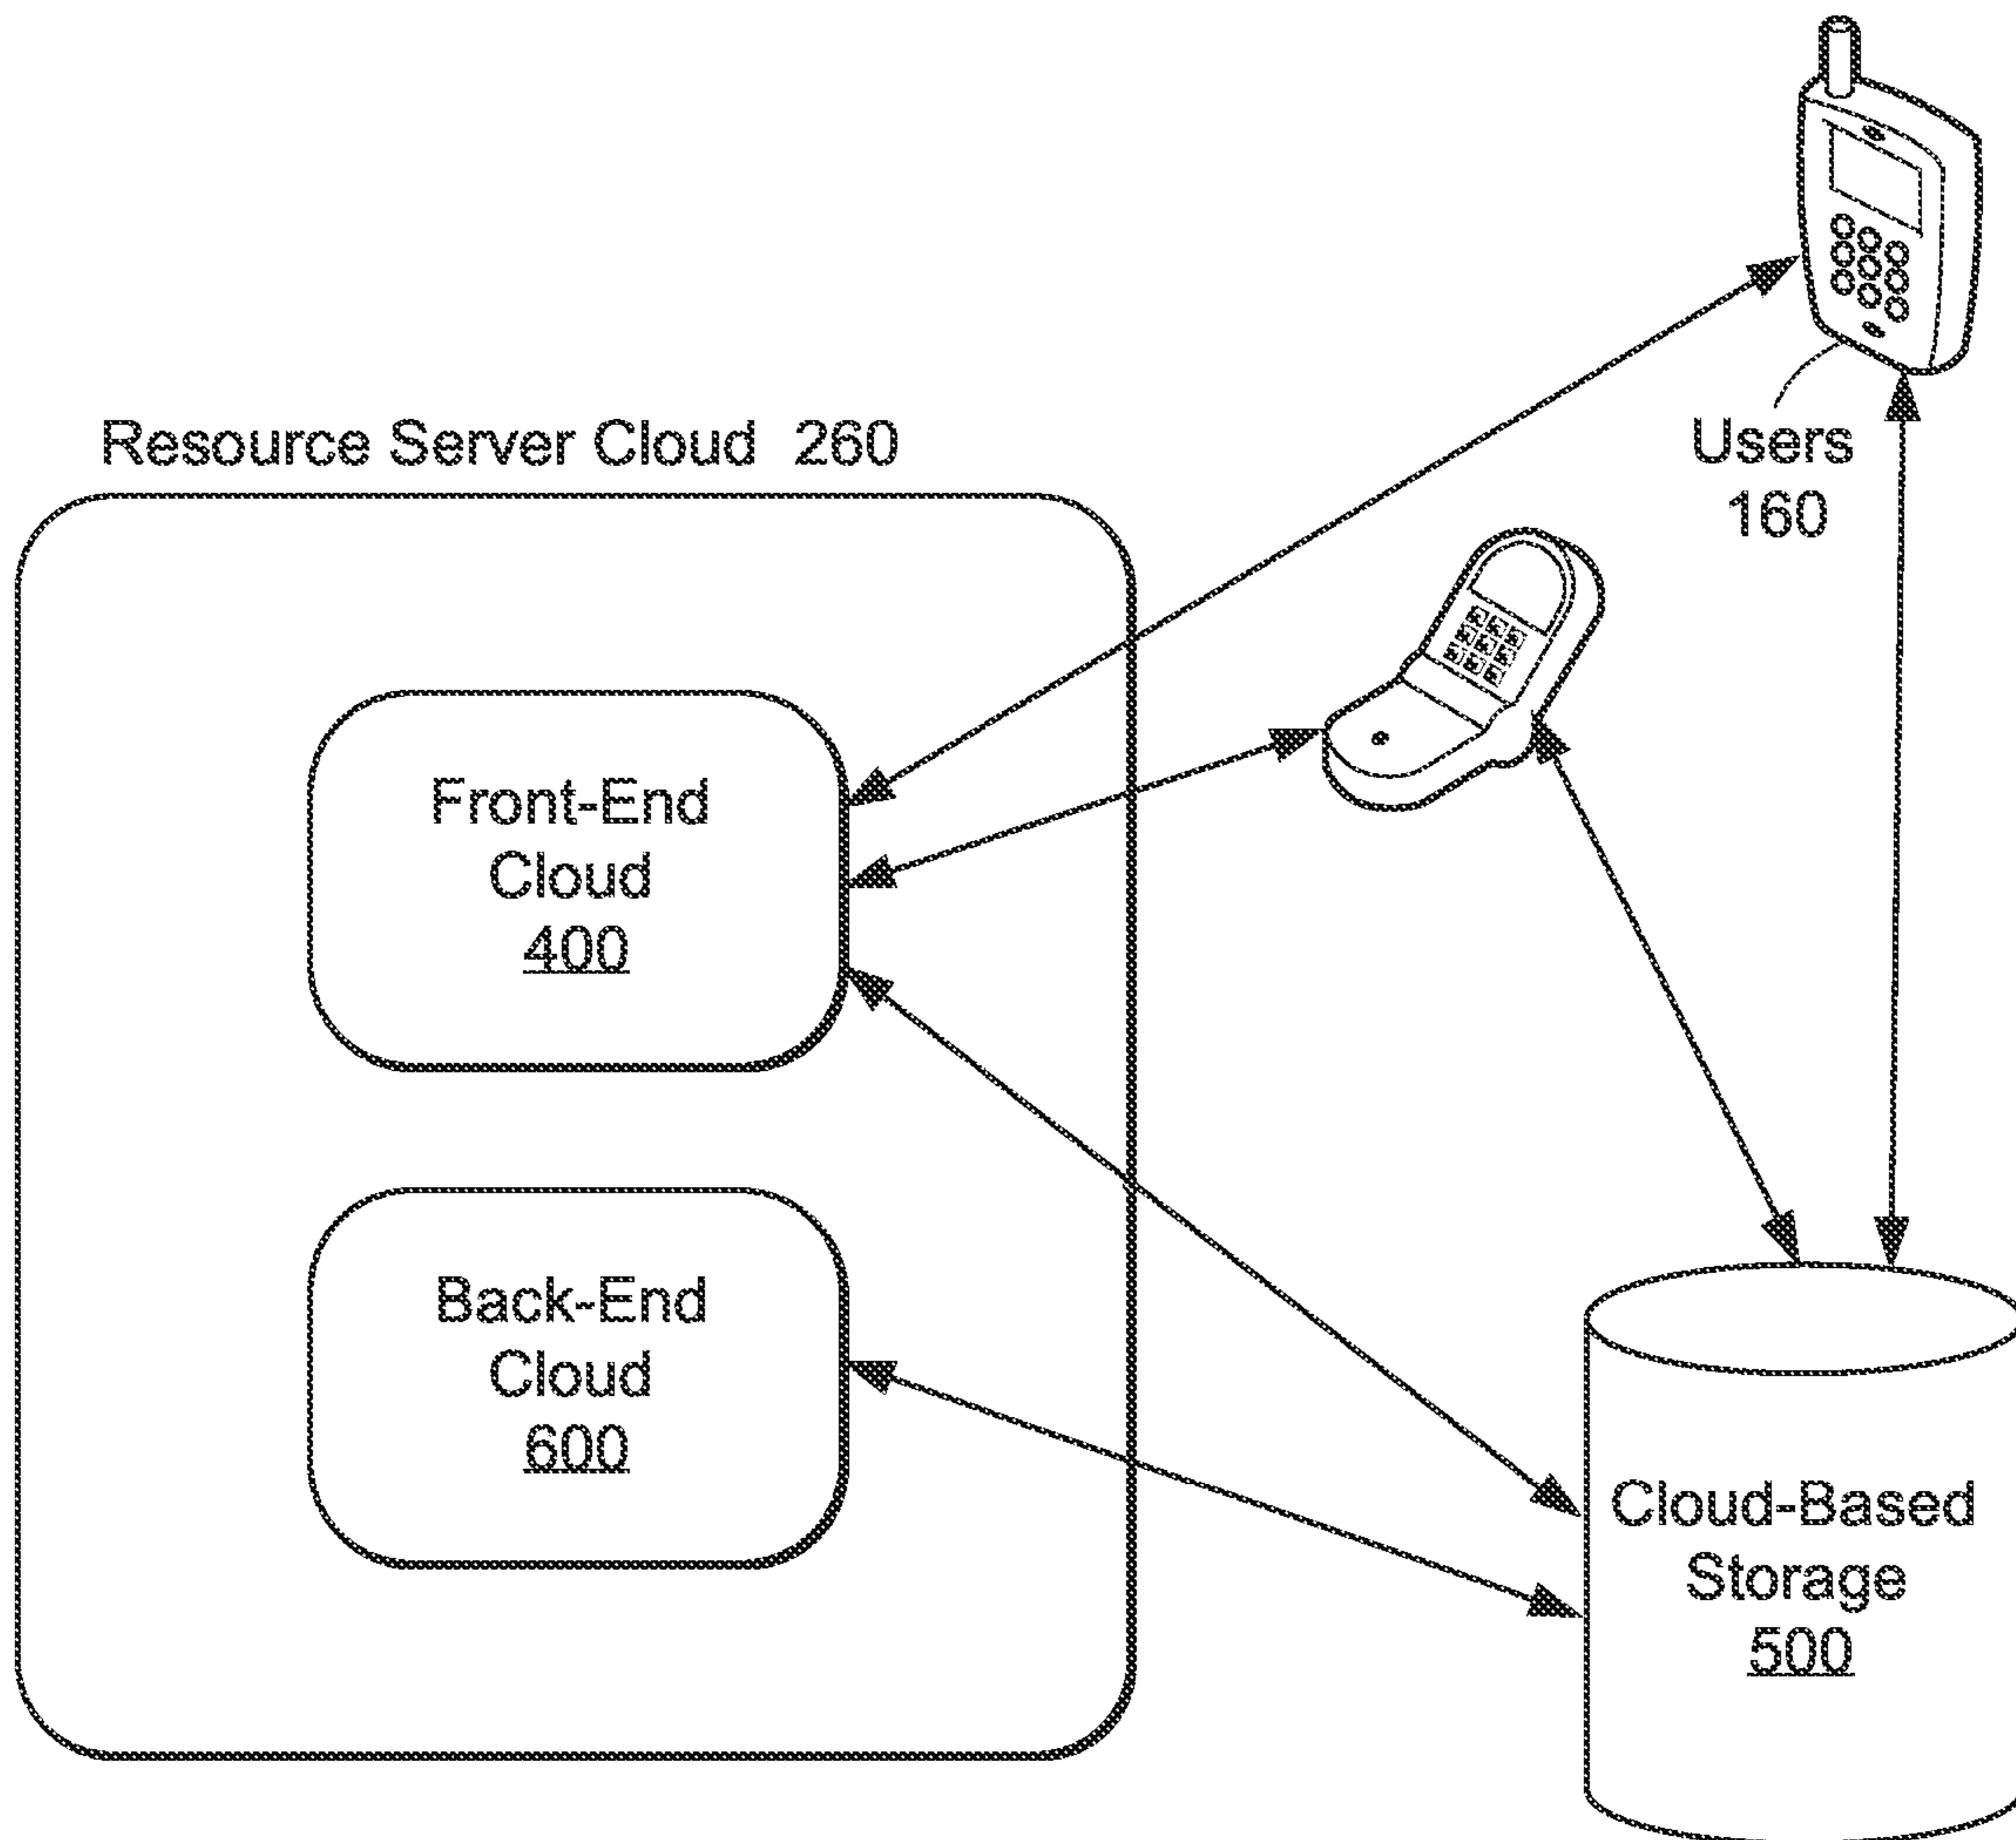 Resource Server Cloud 260
Users
160
Front-End
Cloud
400
Back-End
Cloud
600
Cloud-Based
Storage
500